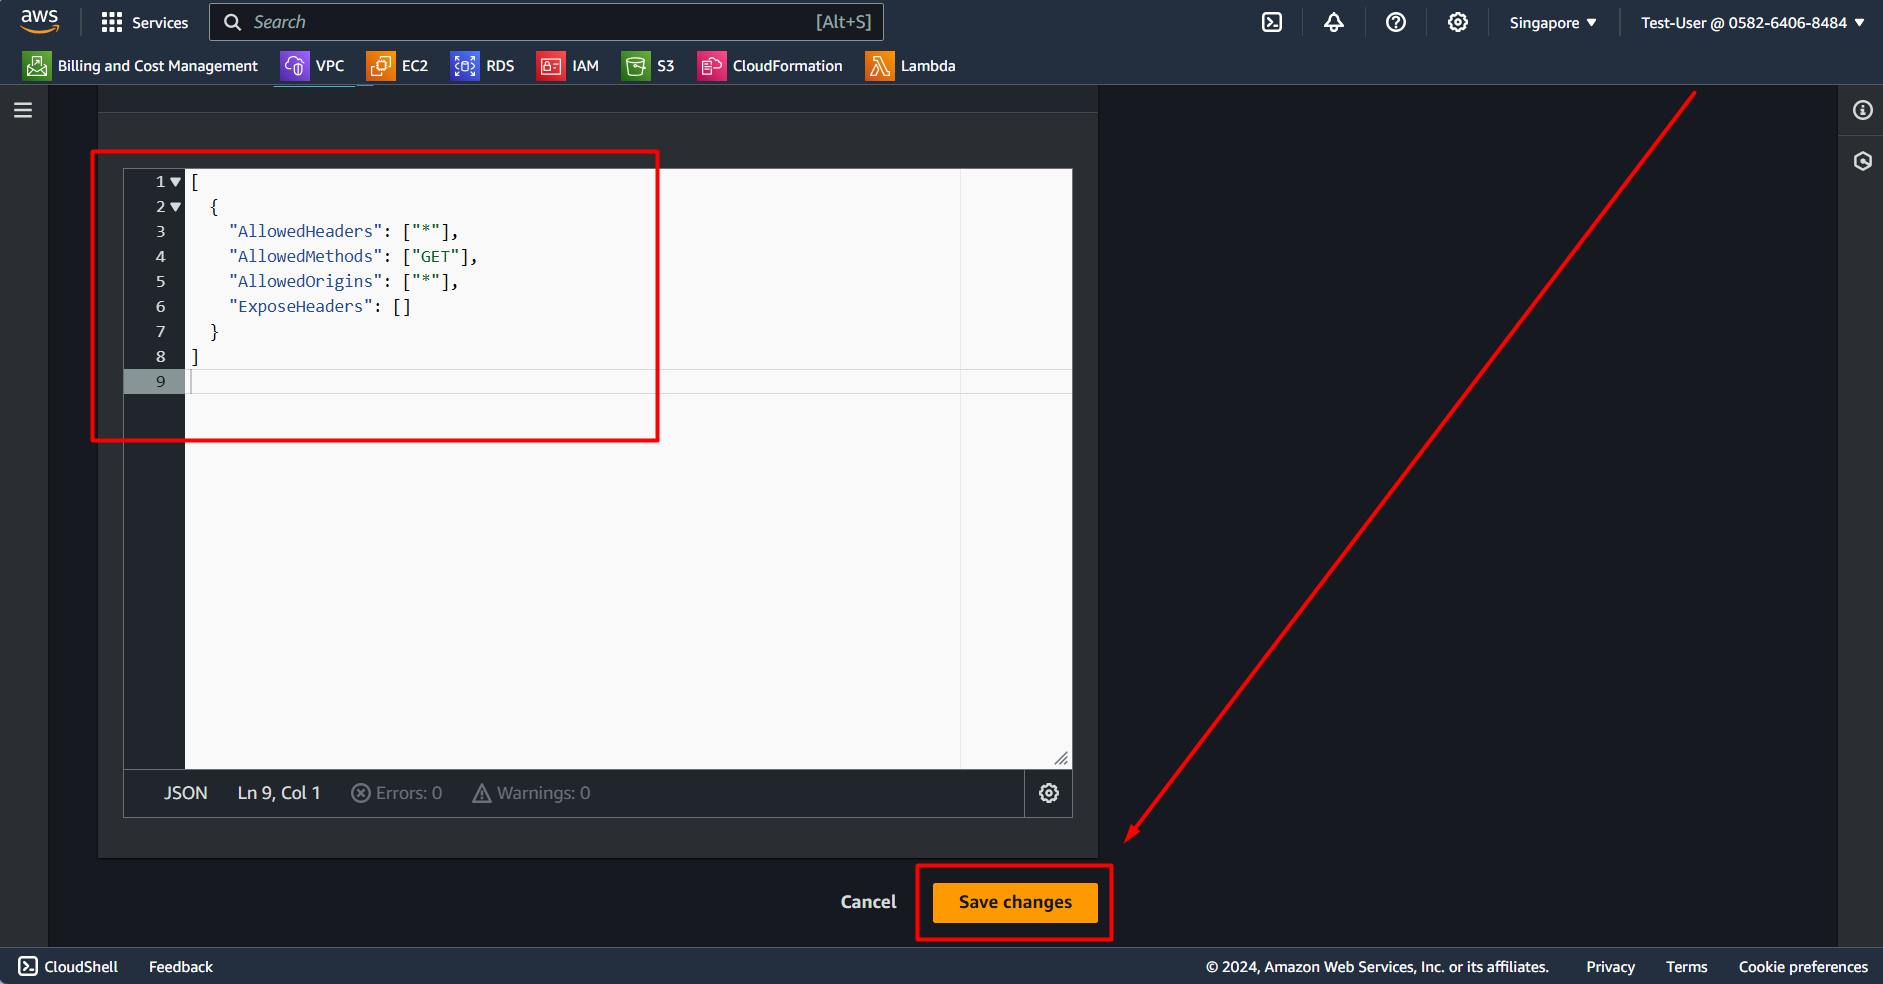 aws Services Search [Alt+S] Singapore ▼ Test-User @ 0582-6406-8484 ▼
Billing and Cost Management VPC EC2 RDS IAM S3 CloudFormation Lambda
1 [
2 {
3 "AllowedHeaders": ["*"],
4 "AllowedMethods": ["GET"],
5 "AllowedOrigins": ["*"],
6 "ExposeHeaders": []
7 }
8 ]
9
JSON Ln 9, Col 1 Errors: 0 Warnings: 0
Cancel Save changes
CloudShell Feedback © 2024, Amazon Web Services, Inc. or its affiliates. Privacy Terms Cookie preferences